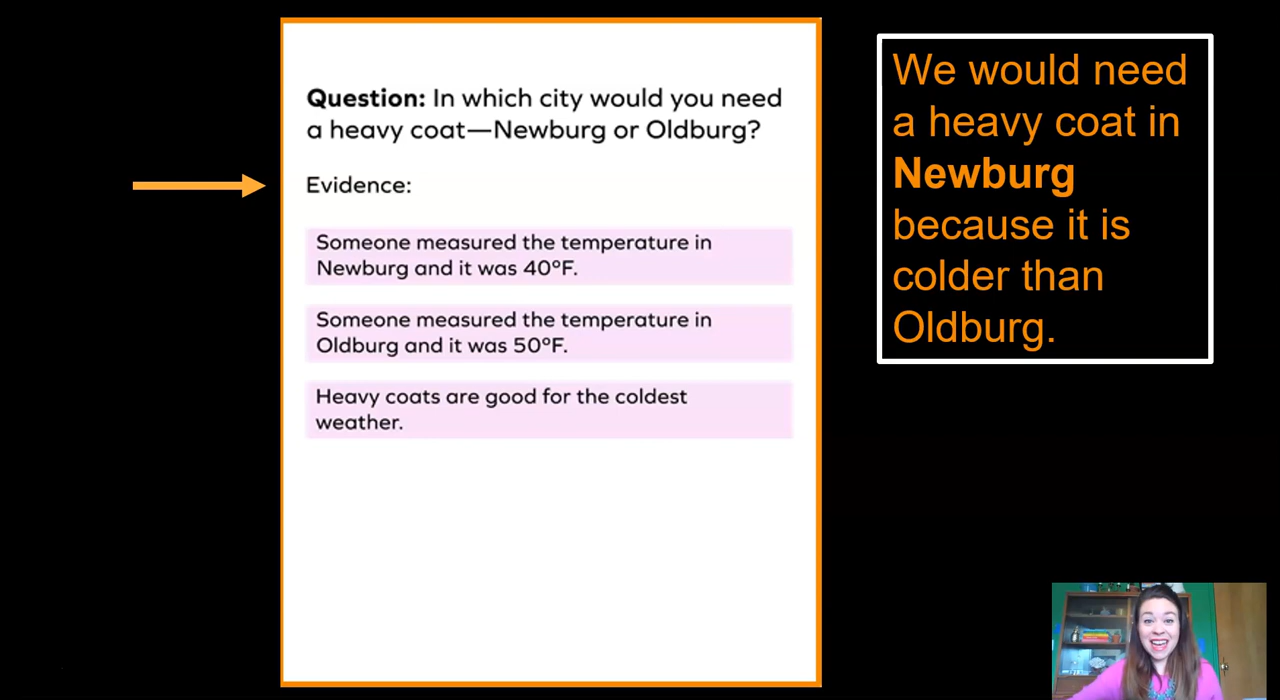 Question: In which city would you need
a heavy coat—Newburg or Oldburg?
Evidence:
Someone measured the temperature in
Newburg and it was 40°F.
Someone measured the temperature in
Oldburg and it was 50°F.
Heavy coats are good for the coldest
weather.
We would need
a heavy coat in
Newburg
because it is
colder than
Oldburg.